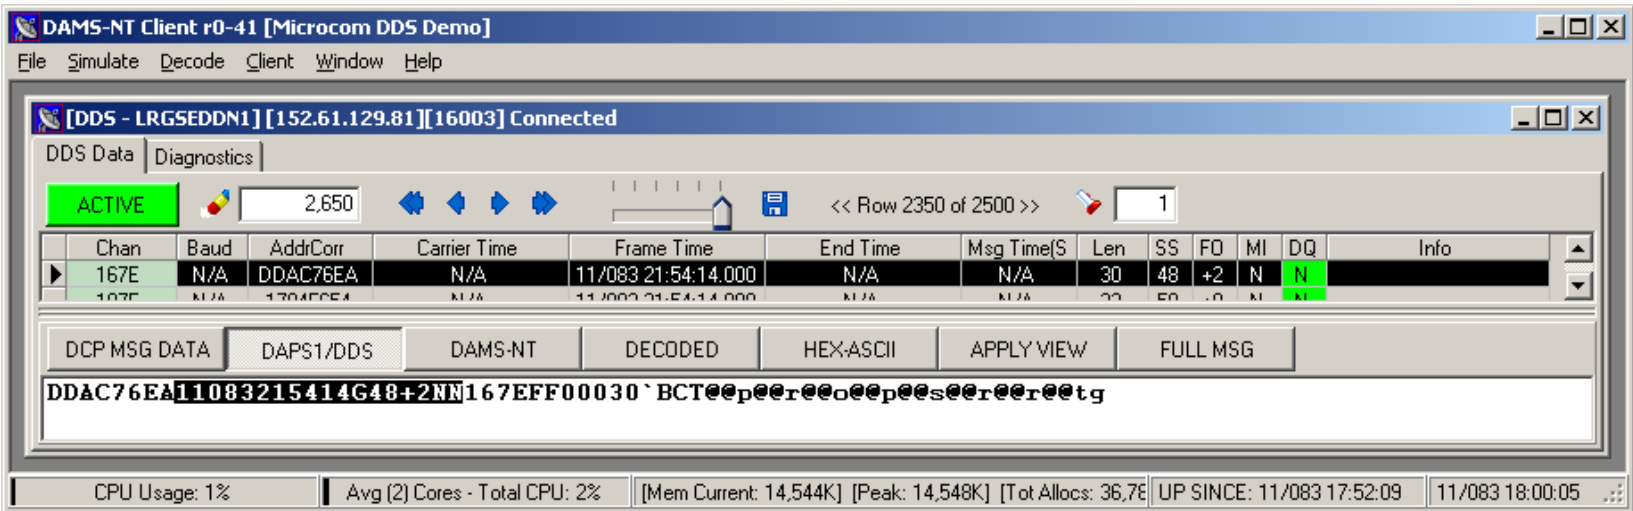 DAMS-NT Client r0-41 [Microcom DDS Demo]
File Simulate Decode Client Window Help
[DDS - LRGSEDDN1] [152.61.129.81][16003] Connected
DDS Data Diagnostics
ACTIVE 2,650 << Row 2350 of 2500 >> 1
Chan Baud AddrCorr Carrier Time Frame Time End Time Msg Time(S Len SS FO MI DQ Info
167E N/A DDAC76EA N/A 11/083 21:54:14.000 N/A N/A 30 48 +2 N N
DCP MSG DATA DAPS1/DDS DAMS-NT DECODED HEX-ASCII APPLY VIEW FULL MSG
DDAC76EA11083215414G48+2NN167EFF00030`BCT@@p@@r@@o@@p@@s@@r@@r@@tg
CPU Usage: 1% Avg (2) Cores - Total CPU: 2% [Mem Current: 14,544K] [Peak: 14,548K] [Tot Allocs: 36,78 UP SINCE: 11/083 17:52:09 11/083 18:00:05